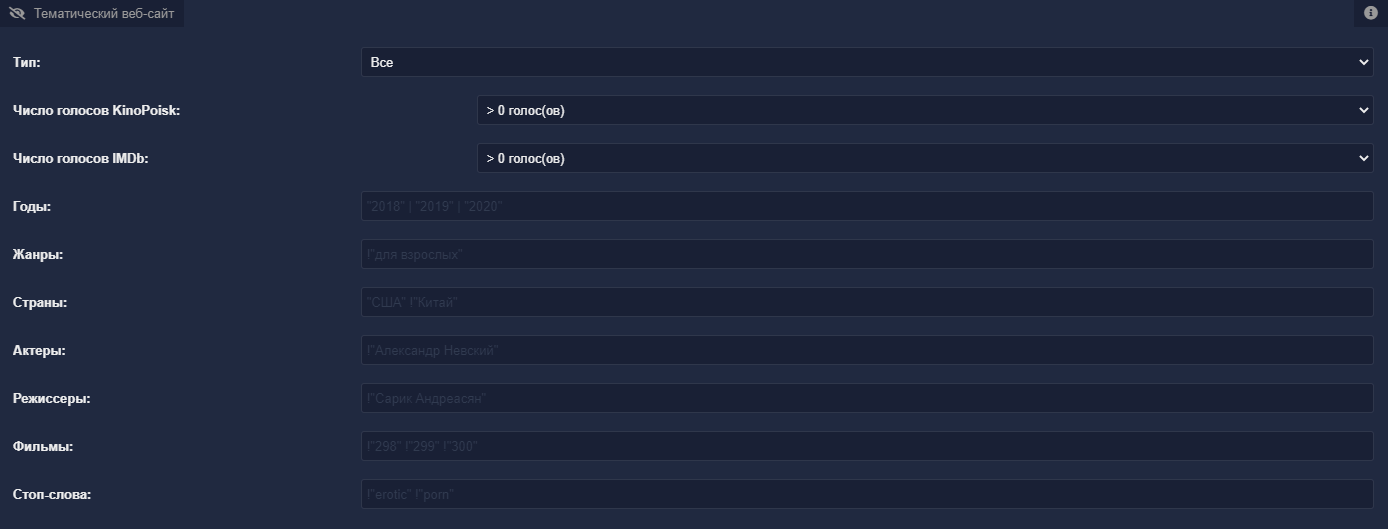 Тематический веб-сайт
Тип:
Все
Число голосов KinoPoisk:
> 0 голос(ов)
Число голосов IMDb:
> 0 голос(ов)
Годы:
"2018" | "2019" | "2020"
Жанры:
!"для взрослых"
Страны:
"США" !"Китай"
Актеры:
!"Александр Невский"
Режиссеры:
!"Сарик Андреасян"
Фильмы:
!"298" !"299" !"300"
Стоп-слова:
!"erotic" !"porn"